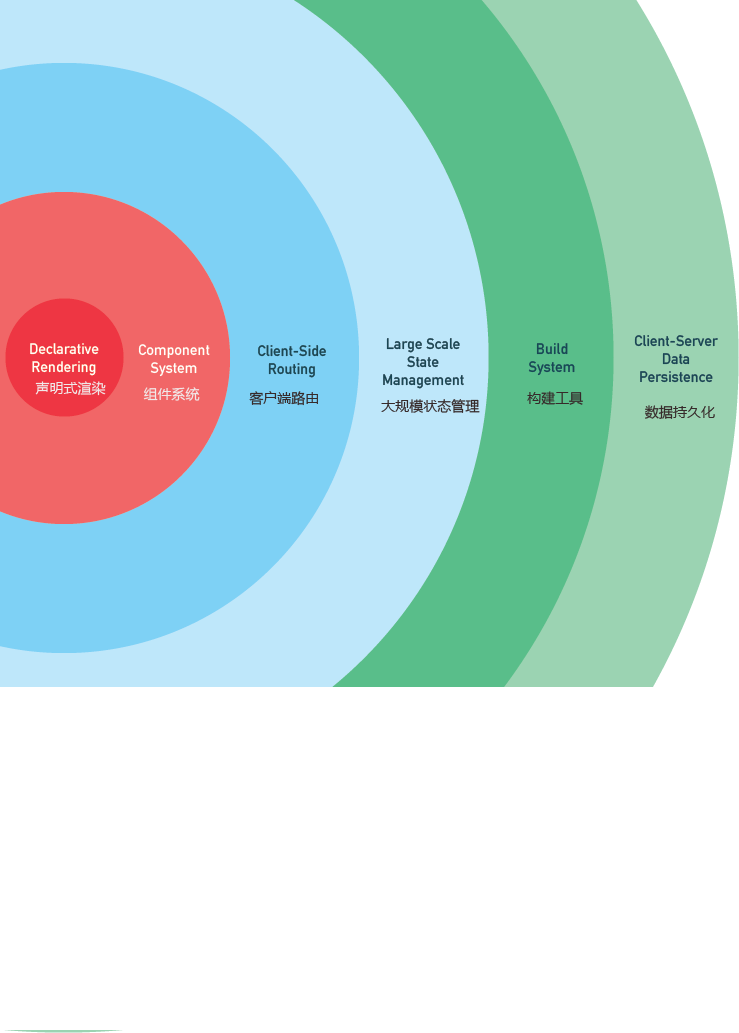 Declarative
Rendering
声明式渲染
Component
System
组件系统
Client-Side
Routing
客户端路由
Large Scale
State
Management
大规模状态管理
Build
System
构建工具
Client-Server
Data
Persistence
数据持久化